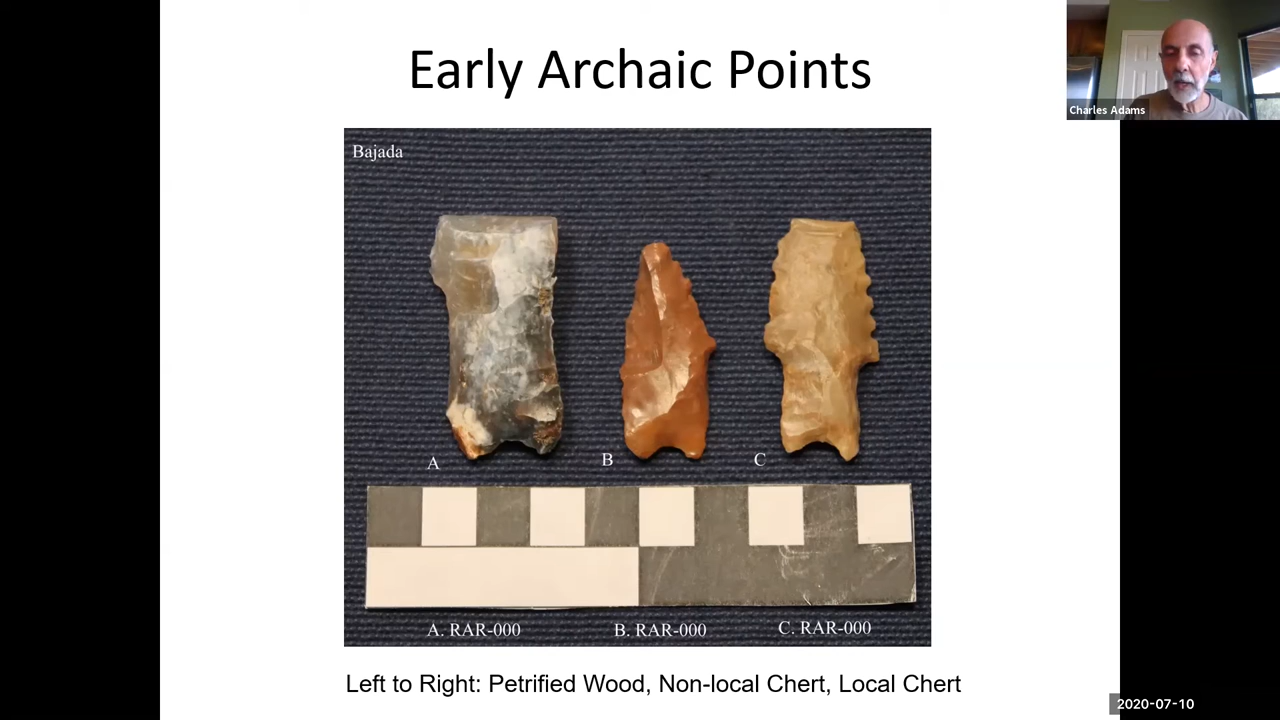 Early Archaic Points
Charles Adams
Bajada
A
B
C
A. RAR-000
B. RAR-000
C. RAR-000
Left to Right: Petrified Wood, Non-local Chert, Local Chert
2020-07-10